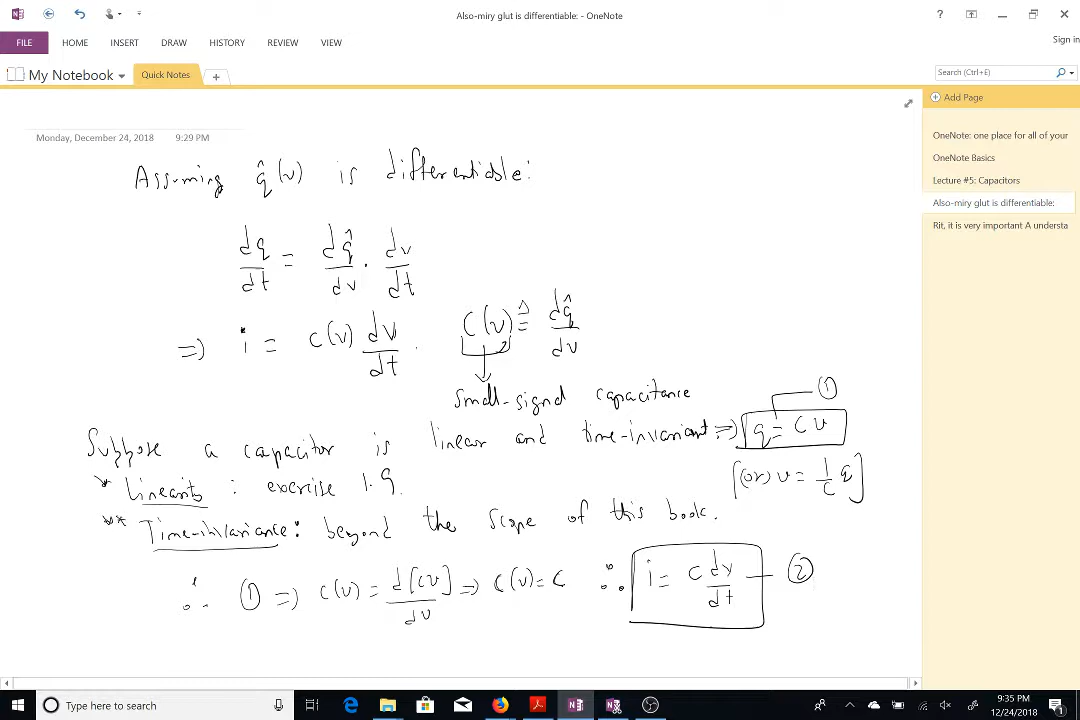 Also-miry glut is differentiable: - OneNote
? 
Sign in
FILE HOME INSERT DRAW HISTORY REVIEW VIEW
My Notebook Quick Notes +
Search (Ctrl+E)
Add Page
OneNote: one place for all of your
OneNote Basics
Lecture #5: Capacitors
Also-miry glut is differentiable:
Rit, it is very important A understa
Monday, December 24, 2018 9:29 PM
Assuming q̂(v) is differentiable:
dq/dt = dq̂/dv · dv/dt
=> i = C(v) dv/dt. C(v) ≜ dq̂/dv
small-signal capacitance
Suppose a capacitor is linear and time-invariant => q = Cv ①
[(or) v = 1/C q]
* Linearity: exercise 1.9.
** Time-invariance: beyond the scope of this book.
∴ ① => C(v) = d[Cv]/dv => C(v) = C ∴ i = C dv/dt — ②
Type here to search
9:35 PM
12/24/2018
1